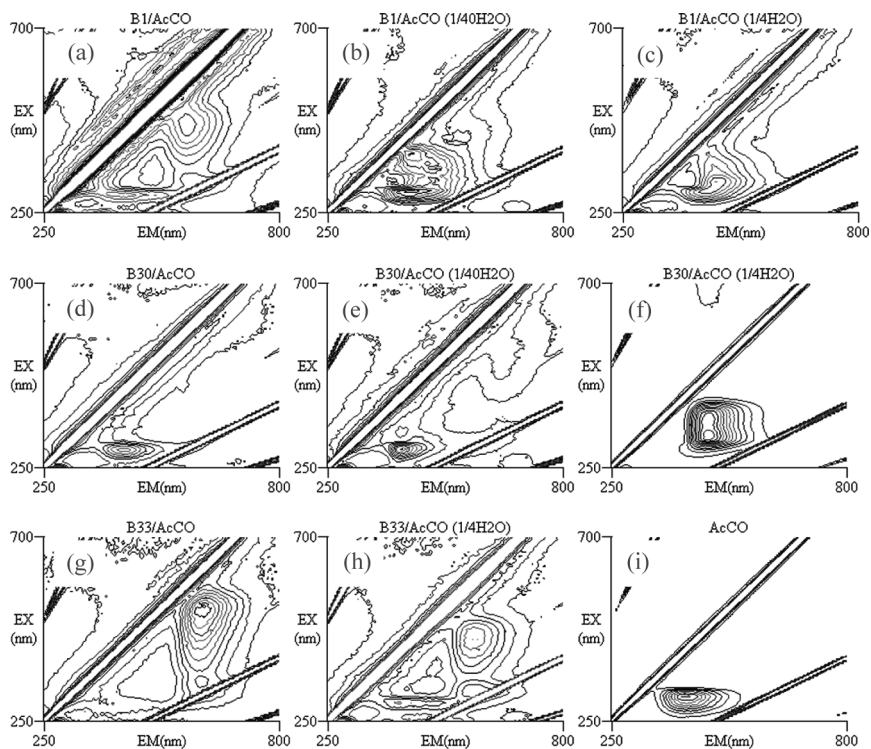 B1/AcCO
B1/AcCO (1/40H2O)
B1/AcCO (1/4H2O)
700
(a)
EX
(nm)
250
250
EM(nm)
800
700
(b)
EX
(nm)
250
250
EM(nm)
800
700
(c)
EX
(nm)
250
250
EM(nm)
800
B30/AcCO
B30/AcCO (1/40H2O)
B30/AcCO (1/4H2O)
700
(d)
EX
(nm)
250
250
EM(nm)
800
700
(e)
EX
(nm)
250
250
EM(nm)
800
700
(f)
EX
(nm)
250
250
EM(nm)
800
B33/AcCO
B33/AcCO (1/4H2O)
AcCO
700
(g)
EX
(nm)
250
250
EM(nm)
800
700
(h)
EX
(nm)
250
250
EM(nm)
800
700
(i)
EX
(nm)
250
250
EM(nm)
800